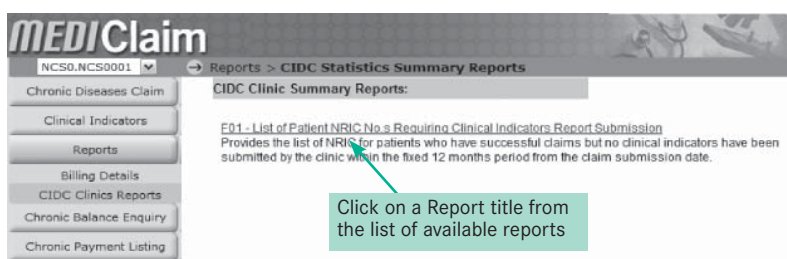 MEDIClaim
NCS0.NCS0001
Reports > CIDC Statistics Summary Reports
Chronic Diseases Claim
Clinical Indicators
Reports
Billing Details
CIDC Clinics Reports
Chronic Balance Enquiry
Chronic Payment Listing
CIDC Clinic Summary Reports:
F01 - List of Patient NRIC No.s Requiring Clinical Indicators Report Submission
Provides the list of NRIC for patients who have successful claims but no clinical indicators have been
submitted by the clinic within the fixed 12 months period from the claim submission date.
Click on a Report title from
the list of available reports